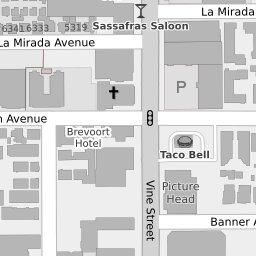 Sassafras Saloon
La Mirada
6341 6333 5319
La Mirada Avenue
P
Avenue
Brevoort
Hotel
Taco Bell
Vine Street
Picture
Head
Banner A